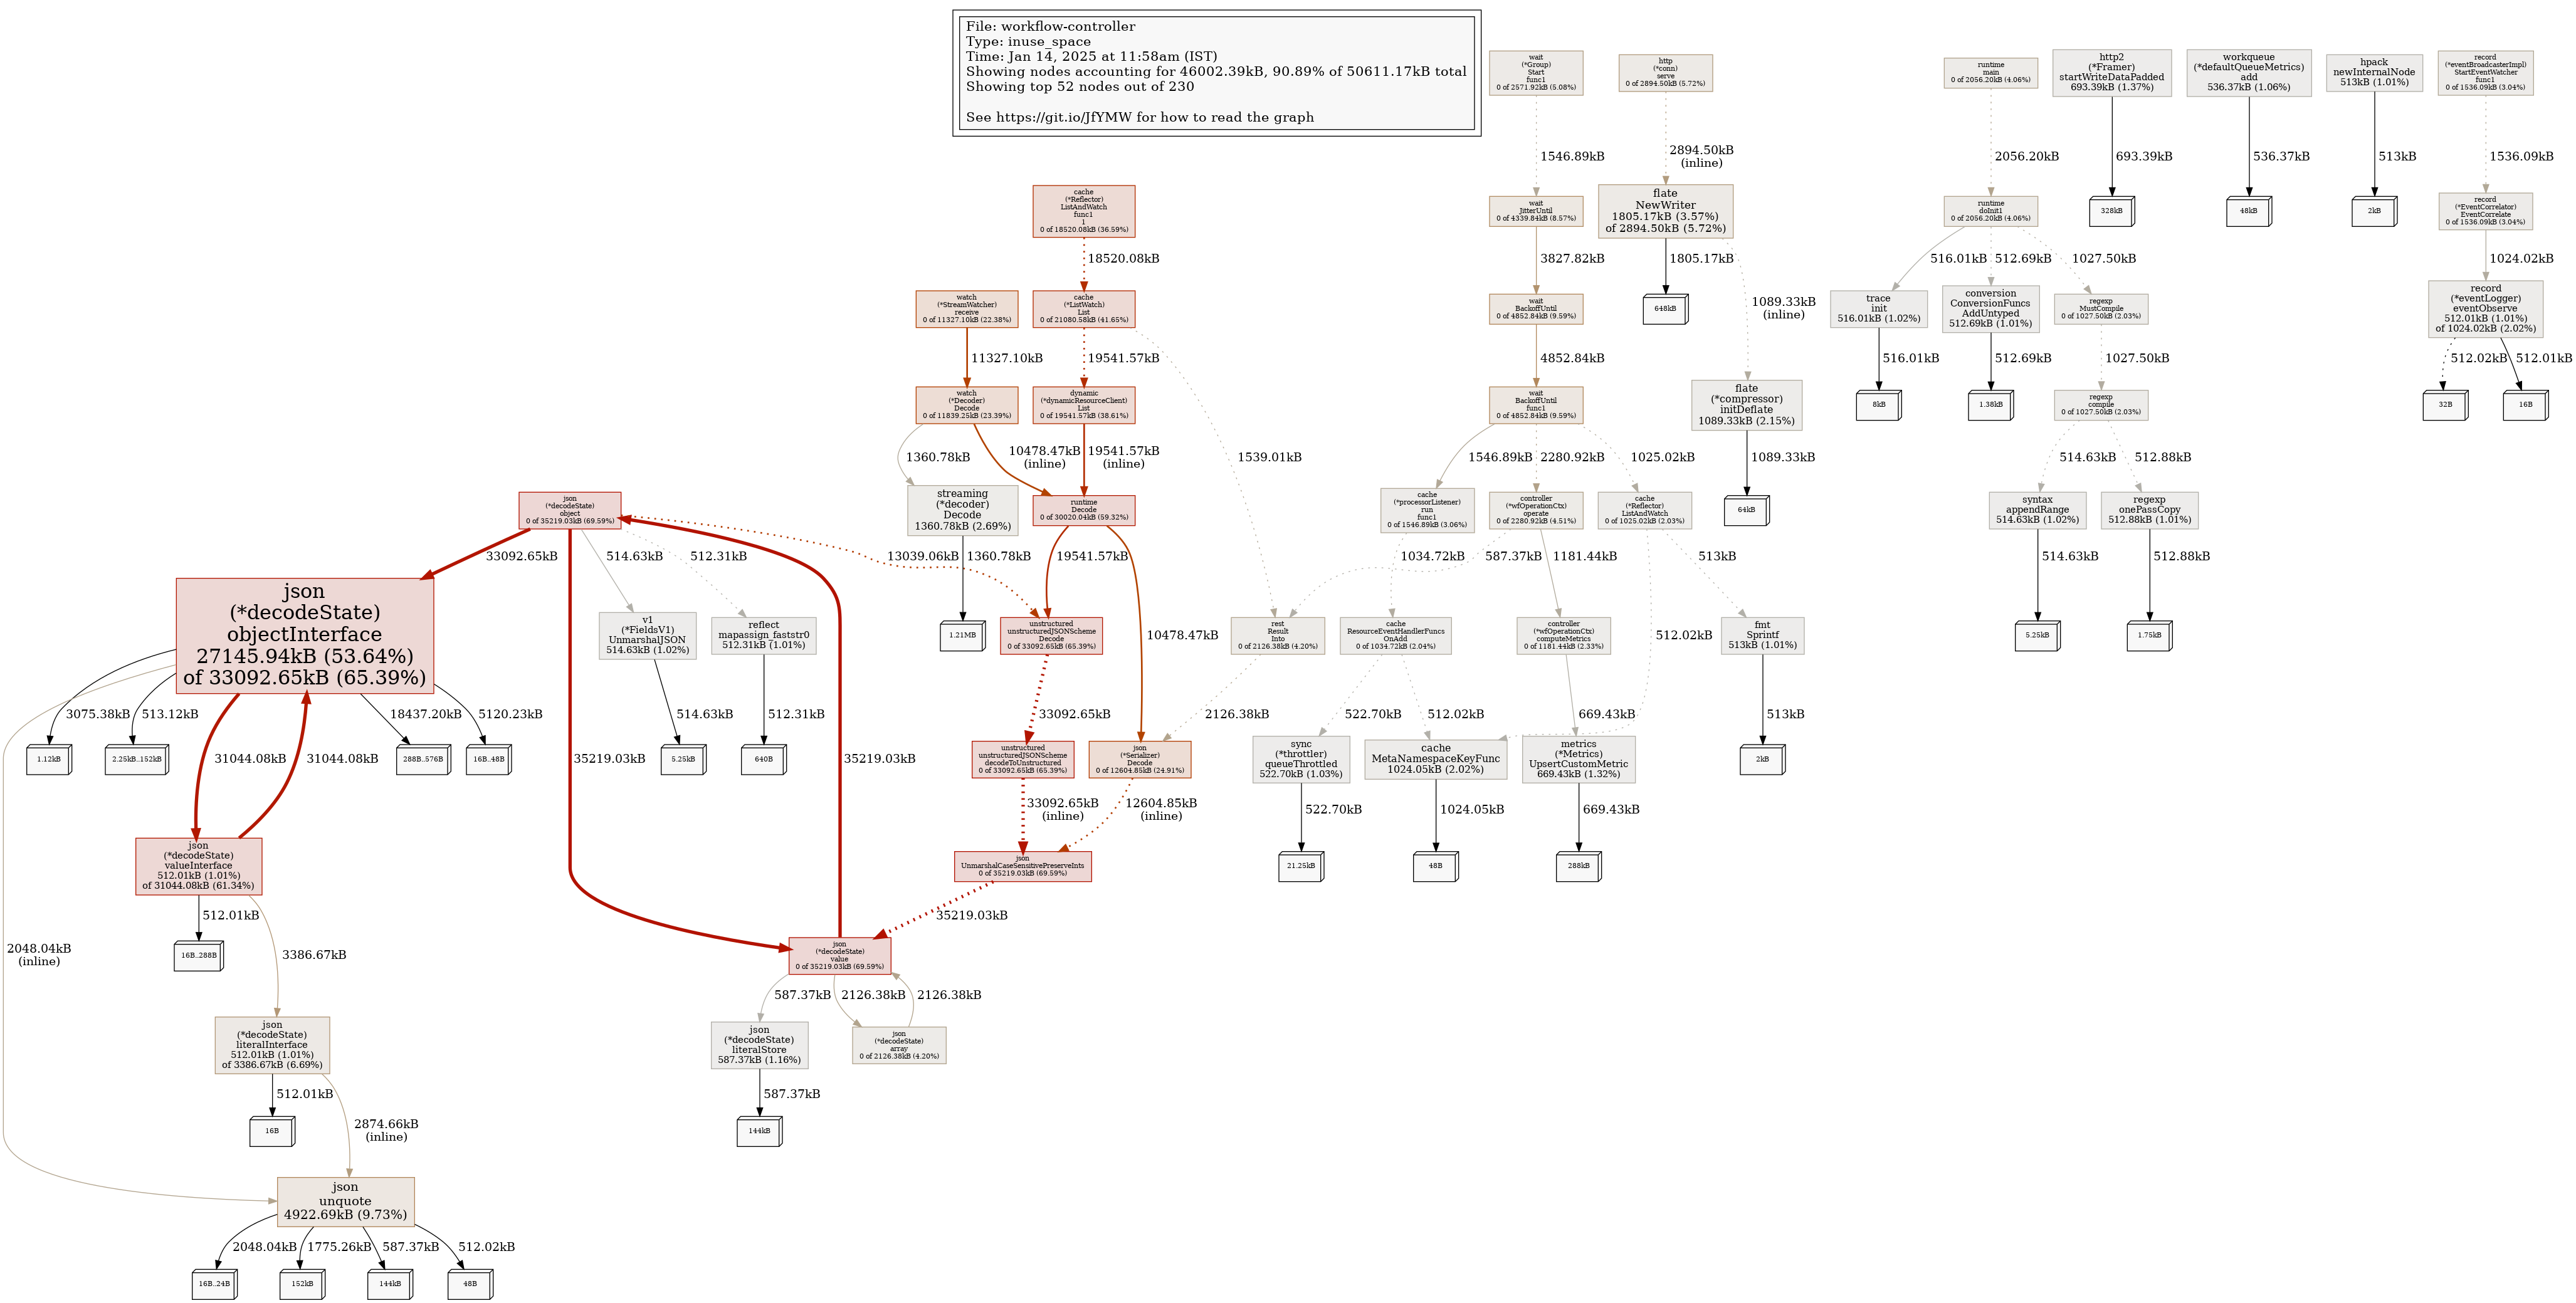 File: workflow-controller
Type: inuse_space
Time: Jan 14, 2025 at 11:58am (IST)
Showing nodes accounting for 46002.39kB, 90.89% of 50611.17kB total
Showing top 52 nodes out of 230
See https://git.io/JfYMW for how to read the graph
wait
(*Group)
Start
func1
0 of 2571.92kB (5.08%)
http
(*conn)
serve
0 of 2894.50kB (5.72%)
runtime
main
0 of 2056.20kB (4.06%)
http2
(*Framer)
startWriteDataPadded
693.39kB (1.37%)
workqueue
(*defaultQueueMetrics)
add
536.37kB (1.06%)
hpack
newInternalNode
513kB (1.01%)
record
(*eventBroadcasterImpl)
StartEventWatcher
func1
0 of 1536.09kB (3.04%)
1546.89kB
2894.50kB
(inline)
2056.20kB
693.39kB
536.37kB
513kB
1536.09kB
cache
(*Reflector)
ListAndWatch
func1
1
0 of 18520.08kB (36.59%)
wait
JitterUntil
0 of 4339.84kB (8.57%)
flate
NewWriter
1805.17kB (3.57%)
of 2894.50kB (5.72%)
runtime
doInit1
0 of 2056.20kB (4.06%)
328kB
48kB
2kB
record
(*EventCorrelator)
EventCorrelate
0 of 1536.09kB (3.04%)
18520.08kB
3827.82kB
1805.17kB
1089.33kB
(inline)
516.01kB
512.69kB
1027.50kB
1024.02kB
watch
(*StreamWatcher)
receive
0 of 11327.10kB (22.38%)
cache
(*ListWatch)
List
0 of 21080.58kB (41.65%)
wait
BackoffUntil
0 of 4852.84kB (9.59%)
648kB
trace
init
516.01kB (1.02%)
conversion
ConversionFuncs
AddUntyped
512.69kB (1.01%)
regexp
MustCompile
0 of 1027.50kB (2.03%)
record
(*eventLogger)
eventObserve
512.01kB (1.01%)
of 1024.02kB (2.02%)
11327.10kB
19541.57kB
1539.01kB
4852.84kB
516.01kB
512.69kB
1027.50kB
512.02kB
512.01kB
watch
(*Decoder)
Decode
0 of 11839.25kB (23.39%)
dynamic
(*dynamicResourceClient)
List
0 of 19541.57kB (38.61%)
wait
BackoffUntil
func1
0 of 4852.84kB (9.59%)
flate
(*compressor)
initDeflate
1089.33kB (2.15%)
8kB
1.38kB
regexp
compile
0 of 1027.50kB (2.03%)
32B
16B
1360.78kB
10478.47kB
(inline)
19541.57kB
(inline)
1546.89kB
2280.92kB
1025.02kB
1089.33kB
514.63kB
512.88kB
json
(*decodeState)
object
0 of 35219.03kB (69.59%)
streaming
(*decoder)
Decode
1360.78kB (2.69%)
runtime
Decode
0 of 30020.04kB (59.32%)
cache
(*processorListener)
run
func1
0 of 1546.89kB (3.06%)
controller
(*wfOperationCtx)
operate
0 of 2280.92kB (4.51%)
cache
(*Reflector)
ListAndWatch
0 of 1025.02kB (2.03%)
64kB
syntax
appendRange
514.63kB (1.02%)
regexp
onePassCopy
512.88kB (1.01%)
33092.65kB
514.63kB
512.31kB
13039.06kB
1360.78kB
19541.57kB
10478.47kB
1034.72kB
587.37kB
1181.44kB
513kB
512.02kB
514.63kB
512.88kB
json
(*decodeState)
objectInterface
27145.94kB (53.64%)
of 33092.65kB (65.39%)
v1
(*FieldsV1)
UnmarshalJSON
514.63kB (1.02%)
reflect
mapassign_faststr0
512.31kB (1.01%)
1.21MB
unstructured
unstructuredJSONScheme
Decode
0 of 33092.65kB (65.39%)
rest
Result
Into
0 of 2126.38kB (4.20%)
cache
ResourceEventHandlerFuncs
OnAdd
0 of 1034.72kB (2.04%)
controller
(*wfOperationCtx)
computeMetrics
0 of 1181.44kB (2.33%)
fmt
Sprintf
513kB (1.01%)
5.25kB
1.75kB
3075.38kB
513.12kB
18437.20kB
5120.23kB
514.63kB
512.31kB
33092.65kB
2126.38kB
522.70kB
512.02kB
669.43kB
513kB
1.12kB
2.25kB..152kB
31044.08kB
31044.08kB
288B..576B
16B..48B
35219.03kB
5.25kB
640B
35219.03kB
unstructured
unstructuredJSONScheme
decodeToUnstructured
0 of 33092.65kB (65.39%)
json
(*Serializer)
Decode
0 of 12604.85kB (24.91%)
sync
(*throttler)
queueThrottled
522.70kB (1.03%)
cache
MetaNamespaceKeyFunc
1024.05kB (2.02%)
metrics
(*Metrics)
UpsertCustomMetric
669.43kB (1.32%)
2kB
33092.65kB
(inline)
12604.85kB
(inline)
522.70kB
1024.05kB
669.43kB
json
(*decodeState)
valueInterface
512.01kB (1.01%)
of 31044.08kB (61.34%)
json
UnmarshalCaseSensitivePreserveInts
0 of 35219.03kB (69.59%)
21.25kB
48B
288kB
2048.04kB
(inline)
512.01kB
3386.67kB
35219.03kB
16B..288B
json
(*decodeState)
value
0 of 35219.03kB (69.59%)
587.37kB
2126.38kB
2126.38kB
json
(*decodeState)
literalInterface
512.01kB (1.01%)
of 3386.67kB (6.69%)
json
(*decodeState)
literalStore
587.37kB (1.16%)
json
(*decodeState)
array
0 of 2126.38kB (4.20%)
512.01kB
2874.66kB
(inline)
587.37kB
16B
144kB
json
unquote
4922.69kB (9.73%)
2048.04kB
1775.26kB
587.37kB
512.02kB
16B..24B
152kB
144kB
48B